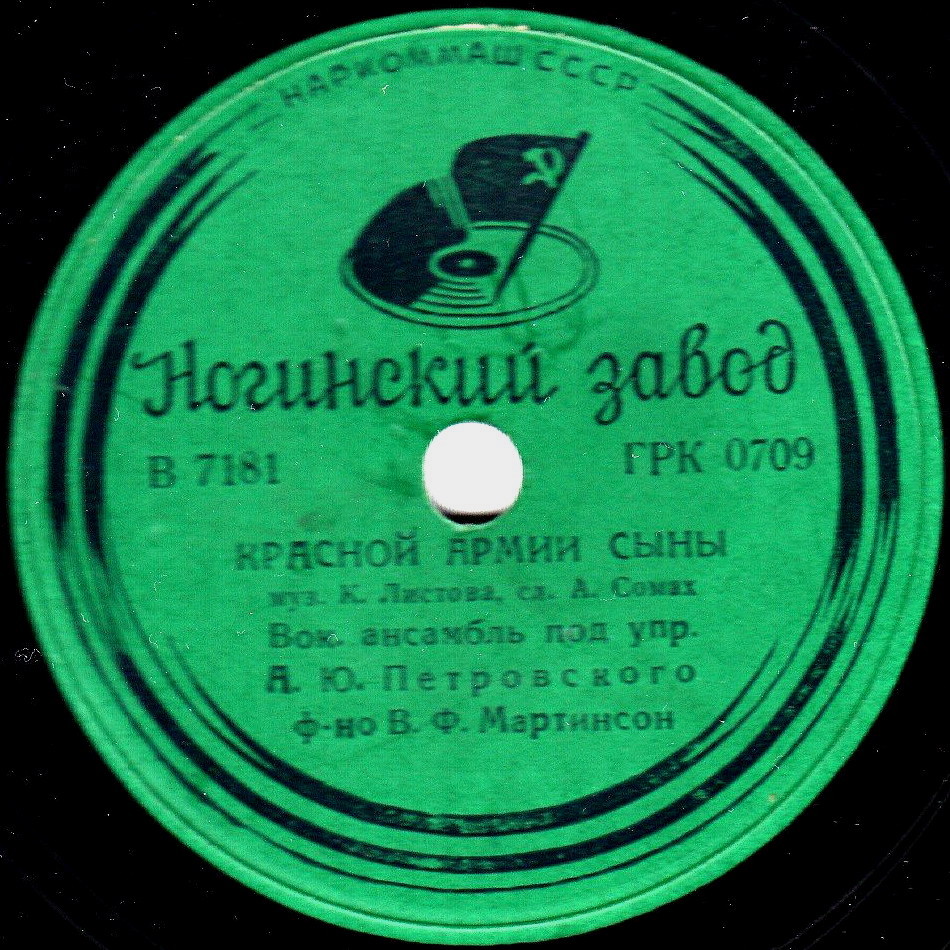 НАРКОММАШ СССР
Ногинский завод
В 7181 ГРК 0709
КРАСНОЙ АРМИИ СЫНЫ
муз. К. Листова, сл. А. Сомах
Вок. ансамбль под упр.
А. Ю. Петровского
ф-но В. Ф. Мартинсон